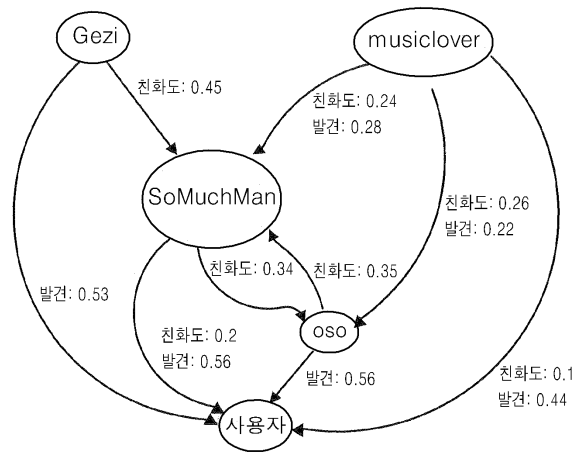 Gezi
musiclover
친화도: 0.45
친화도: 0.24
발견: 0.28
SoMuchMan
친화도: 0.26
발견: 0.22
친화도: 0.34
친화도: 0.35
발견: 0.53
oso
친화도: 0.2
발견: 0.56
발견: 0.56
친화도: 0.1
발견: 0.44
사용자